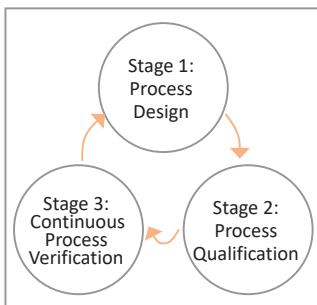 Stage 1:
Process
Design
Stage 2:
Process
Qualification
Stage 3:
Continuous
Process
Verification